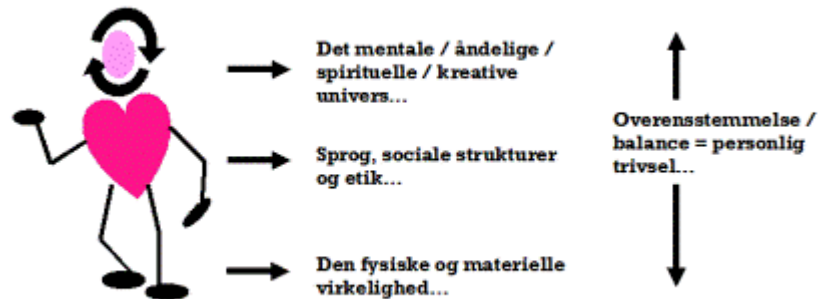 Det mentale / åndelige /
spirituelle / kreative
univers...
Sprog, sociale strukturer
og etik...
Den fysiske og materielle
virkelighed...
Overensstemmelse /
balance = personlig
trivsel...